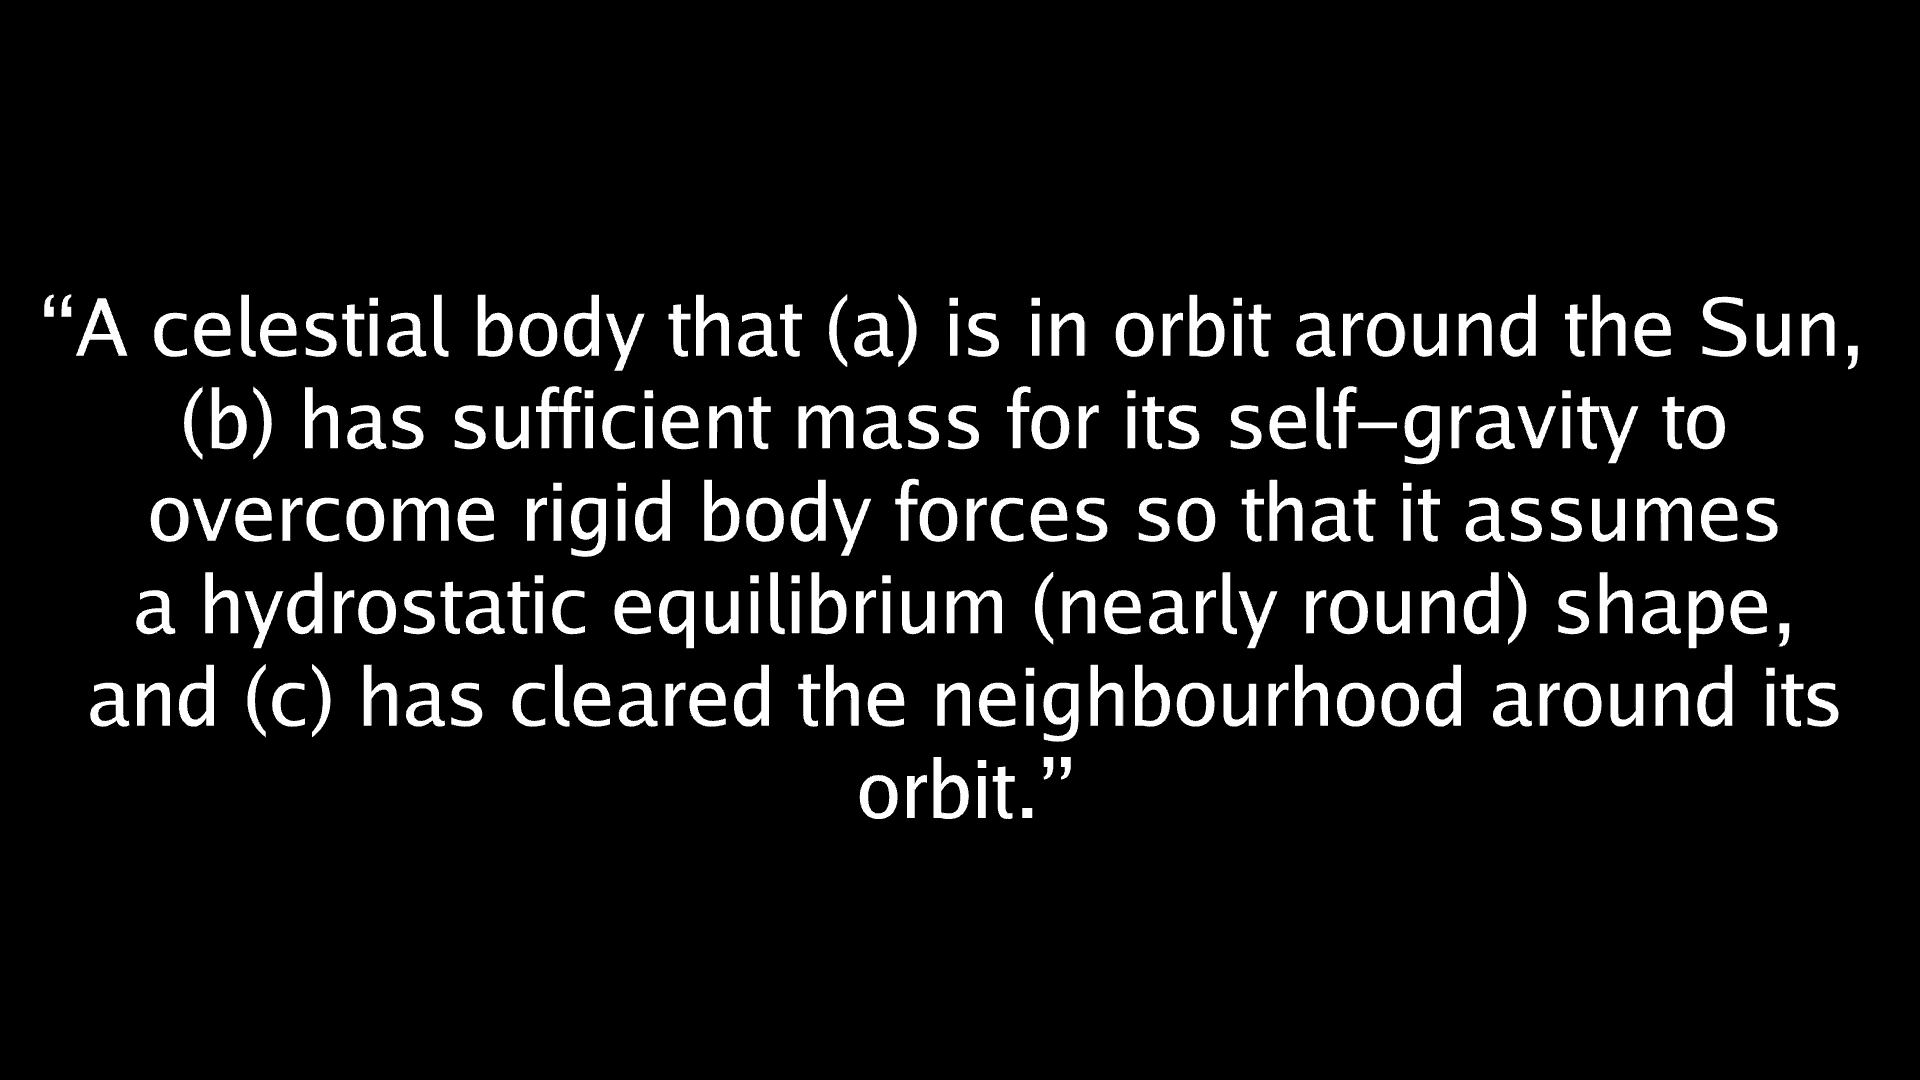 “A celestial body that (a) is in orbit around the Sun,
(b) has sufficient mass for its self–gravity to
overcome rigid body forces so that it assumes
a hydrostatic equilibrium (nearly round) shape,
and (c) has cleared the neighbourhood around its
orbit.”